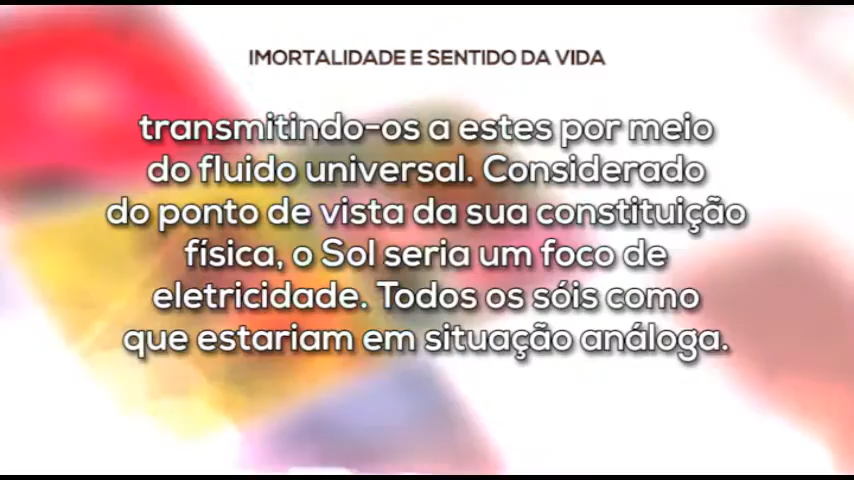 IMORTALIDADE E SENTIDO DA VIDA
transmitindo-os a estes por meio
do fluido universal. Considerado
do ponto de vista da sua constituição
física, o Sol seria um foco de
eletricidade. Todos os sóis como
que estariam em situação análoga.